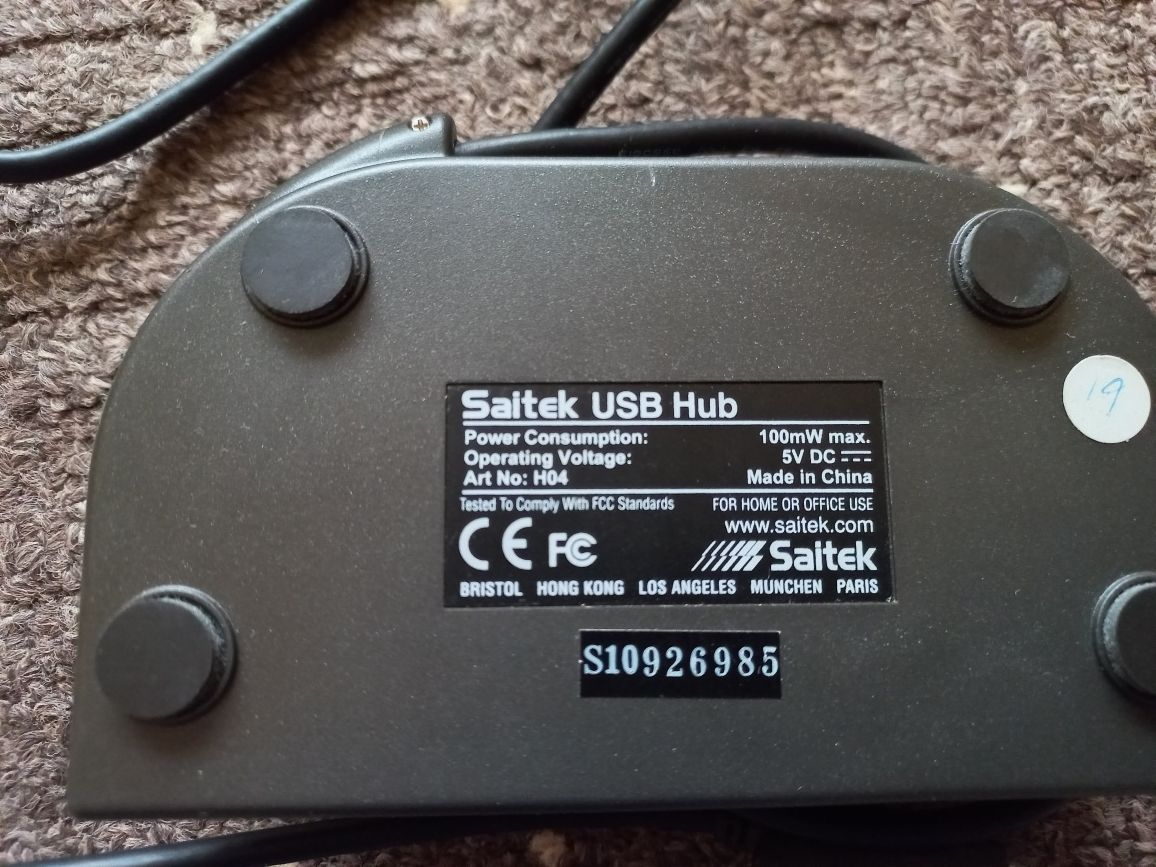 Saitek USB Hub
Power Consumption: 100mW max.
Operating Voltage: 5V DC
Art No: H04 Made in China
Tested To Comply With FCC Standards FOR HOME OR OFFICE USE
www.saitek.com
CE FC Saitek
BRISTOL HONG KONG LOS ANGELES MÜNCHEN PARIS
S10926985
19